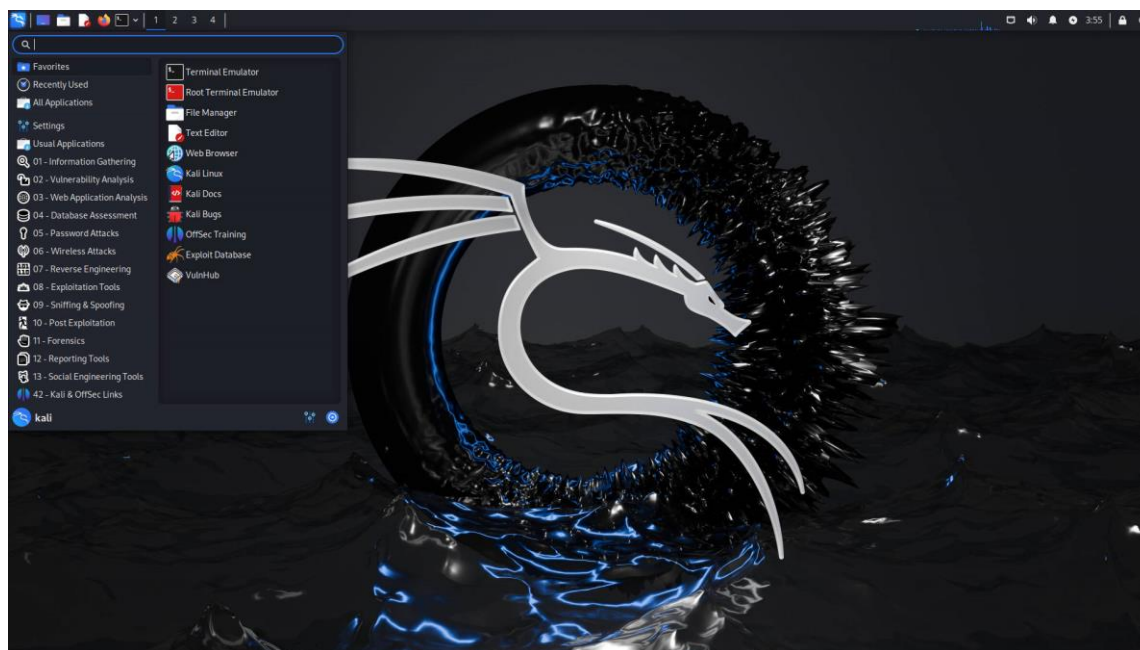 1 2 3 4
3:55
Favorites
Recently Used
All Applications
Settings
Usual Applications
01 - Information Gathering
02 - Vulnerability Analysis
03 - Web Application Analysis
04 - Database Assessment
05 - Password Attacks
06 - Wireless Attacks
07 - Reverse Engineering
08 - Exploitation Tools
09 - Sniffing & Spoofing
10 - Post Exploitation
11 - Forensics
12 - Reporting Tools
13 - Social Engineering Tools
42 - Kali & OffSec Links
Terminal Emulator
Root Terminal Emulator
File Manager
Text Editor
Web Browser
Kali Linux
Kali Docs
Kali Bugs
OffSec Training
Exploit Database
VulnHub
kali